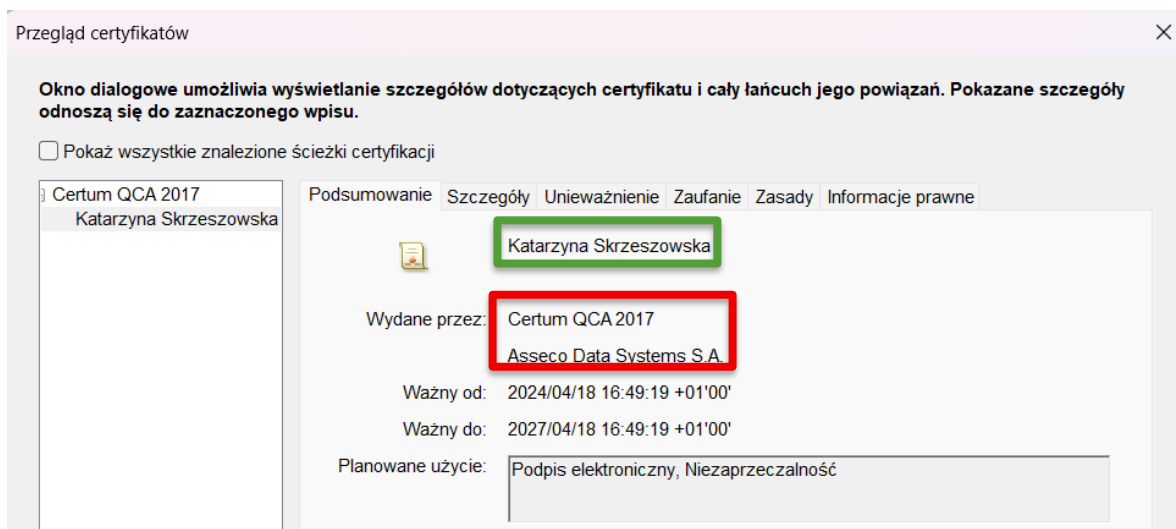 Przegląd certyfikatów
Okno dialogowe umożliwia wyświetlanie szczegółów dotyczących certyfikatu i cały łańcuch jego powiązań. Pokazane szczegóły
odnoszą się do zaznaczonego wpisu.
Pokaż wszystkie znalezione ścieżki certyfikacji
Certum QCA 2017
Katarzyna Skrzeszowska
Podsumowanie Szczegóły Unieważnienie Zaufanie Zasady Informacje prawne
Katarzyna Skrzeszowska
Wydane przez: Certum QCA 2017
Asseco Data Systems S.A.
Ważny od: 2024/04/18 16:49:19 +01'00'
Ważny do: 2027/04/18 16:49:19 +01'00'
Planowane użycie: Podpis elektroniczny, Niezaprzeczalność